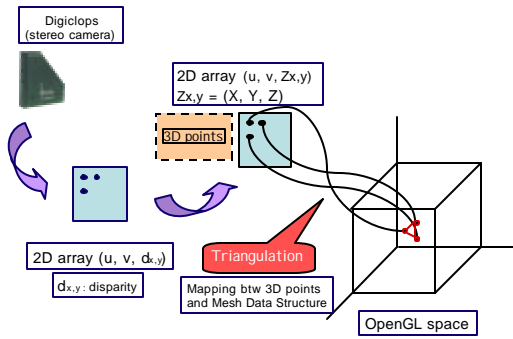 Digiclops
(stereo camera)
2D array (u, v, Zx,y)
Zx,y = (X, Y, Z)
3D points
2D array (u, v, dx,y)
dx,y : disparity
Triangulation
Mapping btw 3D points
and Mesh Data Structure
OpenGL space